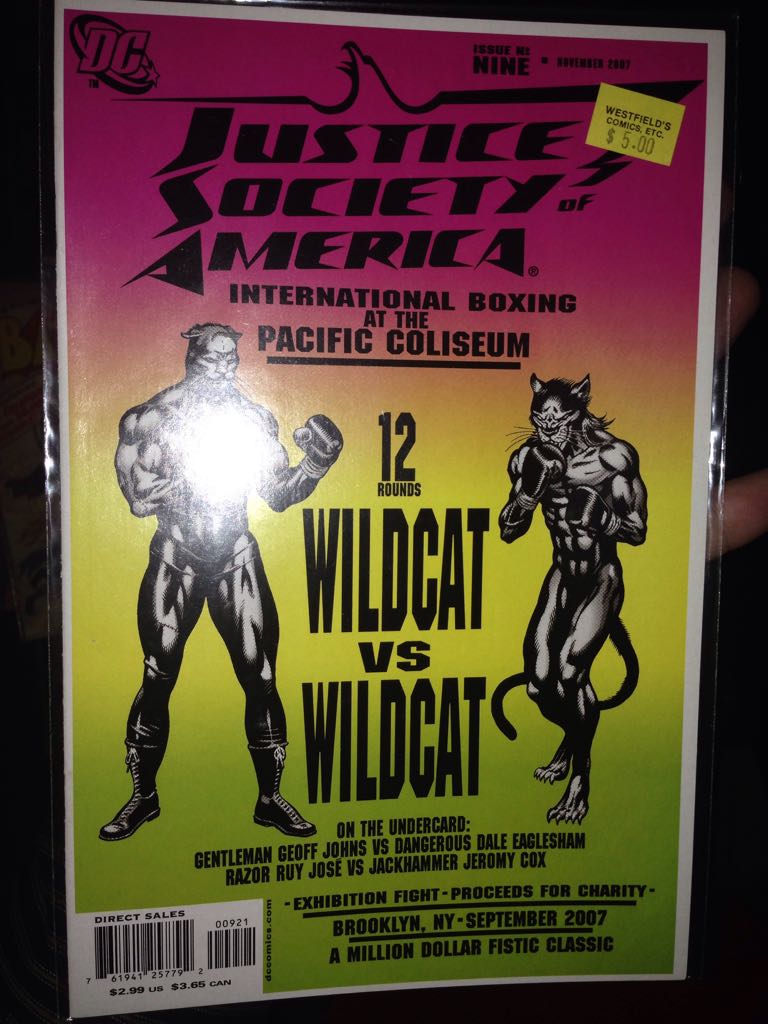 DC
TM
ISSUE Nº
NINE • NOVEMBER 2007
WESTFIELD'S
COMICS, ETC.
$ 5.00
JUSTICE
SOCIETY OF
AMERICA®
INTERNATIONAL BOXING
AT THE
PACIFIC COLISEUM
12
ROUNDS
WILDCAT
VS
WILDCAT
ON THE UNDERCARD:
GENTLEMAN GEOFF JOHNS VS DANGEROUS DALE EAGLESHAM
RAZOR RUY JOSÉ VS JACKHAMMER JEROMY COX
-EXHIBITION FIGHT-PROCEEDS FOR CHARITY-
BROOKLYN, NY-SEPTEMBER 2007
A MILLION DOLLAR FISTIC CLASSIC
DIRECT SALES
00921
7 61941 25779 2
$2.99 US $3.65 CAN
dccomics.com